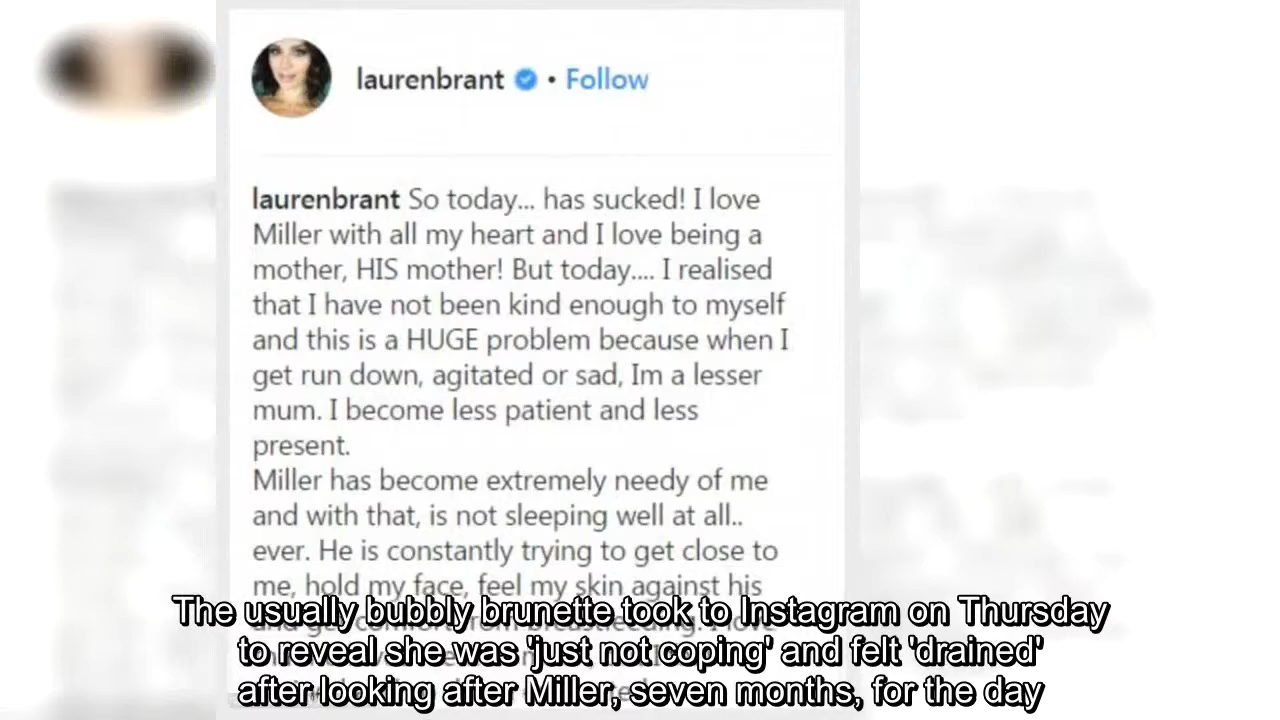 laurenbrant • Follow
laurenbrant So today... has sucked! I love
Miller with all my heart and I love being a
mother, HIS mother! But today.... I realised
that I have not been kind enough to myself
and this is a HUGE problem because when I
get run down, agitated or sad, Im a lesser
mum. I become less patient and less
present.
Miller has become extremely needy of me
and with that, is not sleeping well at all..
ever. He is constantly trying to get close to
me, hold my face, feel my skin against his
The usually bubbly brunette took to Instagram on Thursday
to reveal she was 'just not coping' and felt 'drained'
after looking after Miller, seven months, for the day